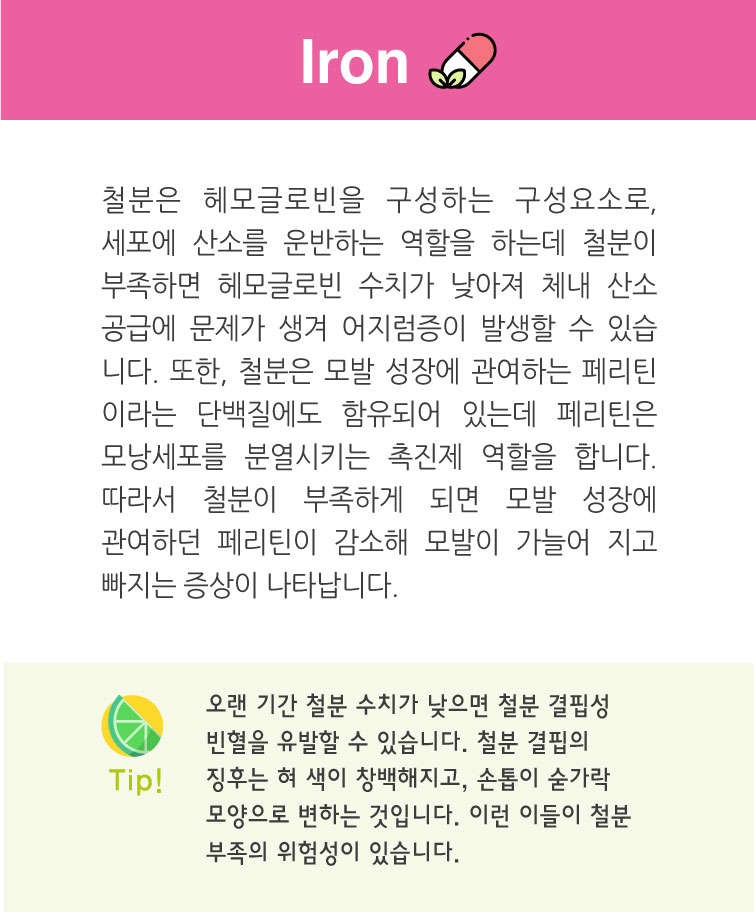 Iron
철분은 헤모글로빈을 구성하는 구성요소로,
세포에 산소를 운반하는 역할을 하는데 철분이
부족하면 헤모글로빈 수치가 낮아져 체내 산소
공급에 문제가 생겨 어지럼증이 발생할 수 있습
니다. 또한, 철분은 모발 성장에 관여하는 페리틴
이라는 단백질에도 함유되어 있는데 페리틴은
모낭세포를 분열시키는 촉진제 역할을 합니다.
따라서 철분이 부족하게 되면 모발 성장에
관여하던 페리틴이 감소해 모발이 가늘어 지고
빠지는 증상이 나타납니다.
Tip!
오랜 기간 철분 수치가 낮으면 철분 결핍성
빈혈을 유발할 수 있습니다. 철분 결핍의
징후는 혀 색이 창백해지고, 손톱이 숟가락
모양으로 변하는 것입니다. 이런 이들이 철분
부족의 위험성이 있습니다.